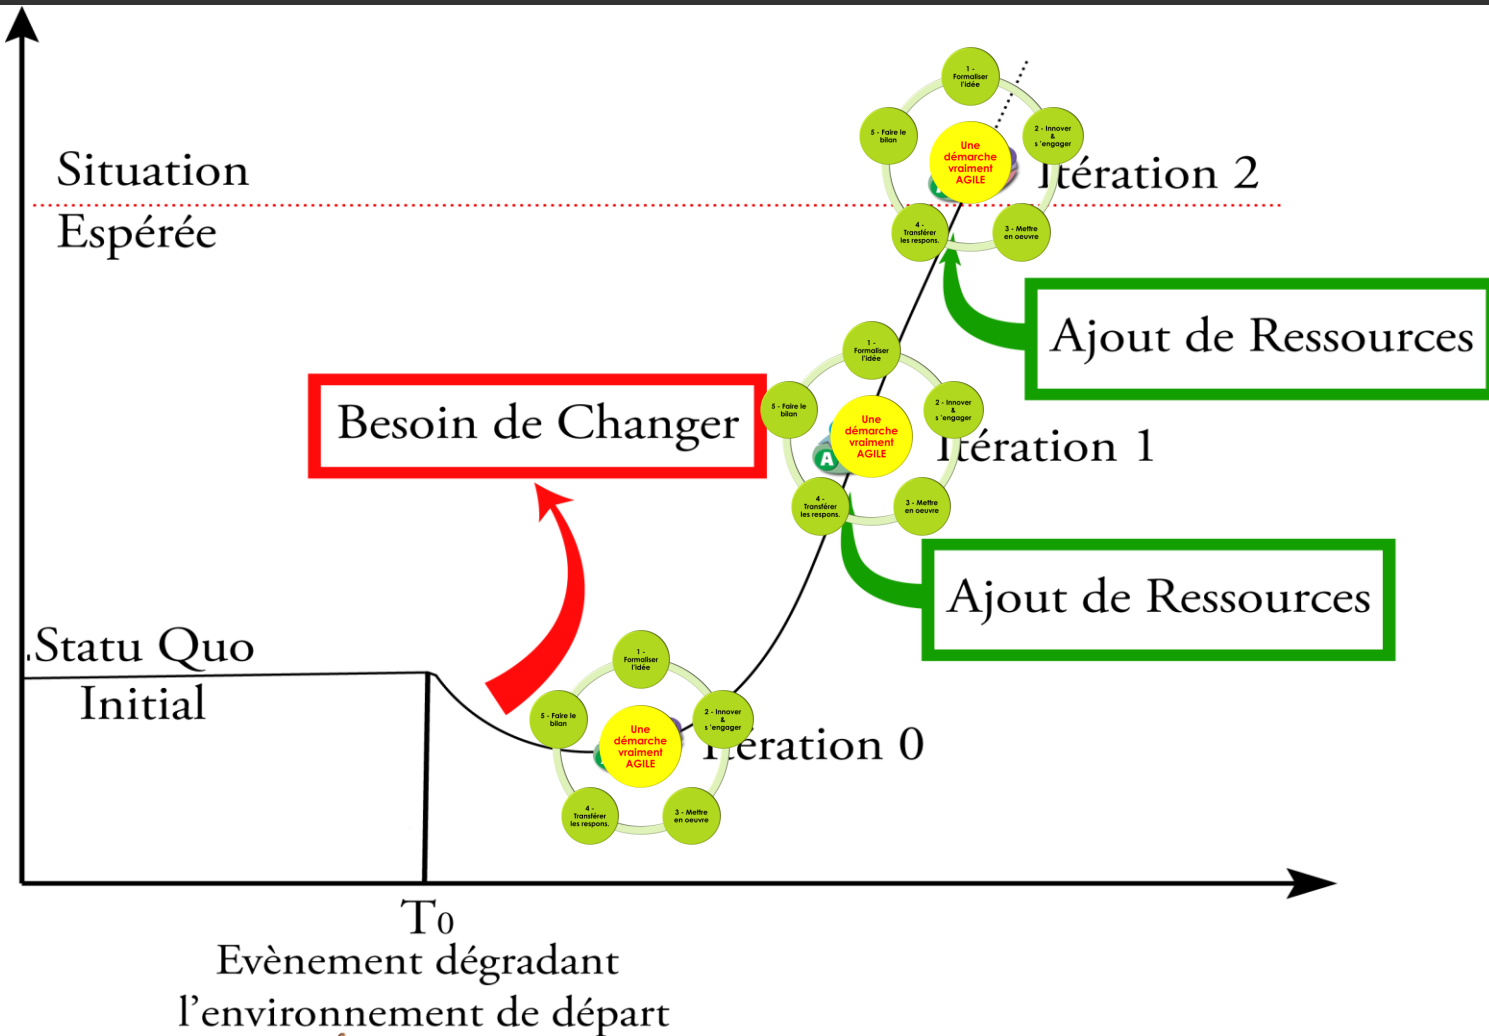 1 -
Formaliser
l'idée
2 - Innover
&
s 'engager
3 - Mettre
en oeuvre
4 -
Transférer
les respons.
5 - Faire le
bilan
Une
démarche
vraiment
AGILE
Situation
Espérée
Itération 2
Ajout de Ressources
1 -
Formaliser
l'idée
2 - Innover
&
s 'engager
3 - Mettre
en oeuvre
4 -
Transférer
les respons.
5 - Faire le
bilan
Une
démarche
vraiment
AGILE
A
Besoin de Changer
Itération 1
Ajout de Ressources
.Statu Quo
Initial
1 -
Formaliser
l'idée
2 - Innover
&
s 'engager
3 - Mettre
en oeuvre
4 -
Transférer
les respons.
5 - Faire le
bilan
Une
démarche
vraiment
AGILE
Itération 0
T0
Evènement dégradant
l'environnement de départ